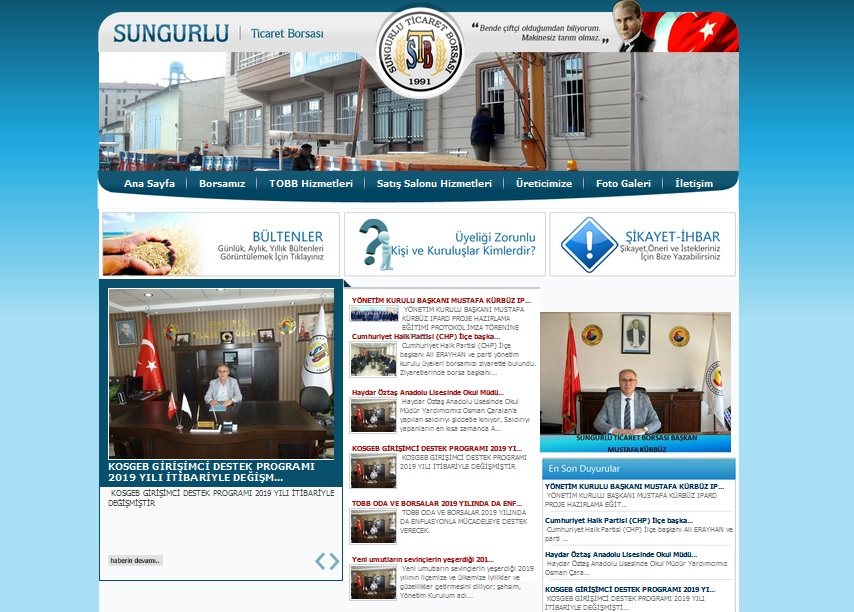 SUNGURLU | Ticaret Borsası
SUNGURLU TİCARET BORSASI
STB
1991
“Bende çiftçi olduğumdan biliyorum.
Makinesiz tarım olmaz.„
Ana Sayfa
Borsamız
TOBB Hizmetleri
Satış Salonu Hizmetleri
Üreticimize
Foto Galeri
İletişim
BÜLTENLER
Günlük, Aylık, Yıllık Bültenleri
Görüntülemek İçin Tıklayınız
Üyeliği Zorunlu
Kişi ve Kuruluşlar Kimlerdir?
ŞİKAYET-İHBAR
Şikayet,Öneri ve İstekleriniz
İçin Bize Yazabilirsiniz
KOSGEB GİRİŞİMCİ DESTEK PROGRAMI
2019 YILI İTİBARİYLE DEĞİŞM...
KOSGEB GİRİŞİMCİ DESTEK PROGRAMI 2019 YILI İTİBARİYLE
DEĞİŞMİŞTİR
haberin devamı..
YÖNETİM KURULU BAŞKANI MUSTAFA KÜRBÜZ IP...
YÖNETİM KURULU BAŞKANI MUSTAFA
KÜRBÜZ IPARD PROJE HAZIRLAMA
EĞİTİMİ PROTOKOL İMZA TÖRENİNE
Cumhuriyet Halk Partisi (CHP) İlçe başka...
Cumhuriyet Halk Partisi (CHP) İlçe
başkanı Ali ERAYHAN ve parti yönetim
kurulu üyeleri borsamızı ziyarette bulundu.
Ziyaretlerinde borsa başkanı...
Haydar Öztaş Anadolu Lisesinde Okul Müdü...
Haydar Öztaş Anadolu Lisesinde Okul
Müdür Yardımcımız Osman Çaralan'a
yapılan saldırıyı şiddetle kınıyor, Saldırıyı
yapanların en kısa zamanda A...
KOSGEB GİRİŞİMCİ DESTEK PROGRAMI 2019 YI...
KOSGEB GİRİŞİMCİ DESTEK PROGRAMI
2019 YILI İTİBARİYLE DEĞİŞMİŞTİR
TOBB ODA VE BORSALAR 2019 YILINDA DA ENF...
TOBB ODA VE BORSALAR 2019 YILINDA
DA ENFLASYONLA MÜCADELEYE DESTEK
VERECEK.
Yeni umutların sevinçlerin yeşerdiği 201...
Yeni umutların sevinçlerin yeşerdiği 2019
yılının ilçemize ve ülkemize iyilikler ve
güzellikler getirmesini diliyor; şahsım,
Yönetim Kurulum adı...
SUNGURLU TİCARET BORSASI BAŞKAN
MUSTAFA KÜRBÜZ
En Son Duyurular
YÖNETİM KURULU BAŞKANI MUSTAFA KÜRBÜZ IP...
YÖNETİM KURULU BAŞKANI MUSTAFA KÜRBÜZ IPARD
PROJE HAZIRLAMA EĞİT...
Cumhuriyet Halk Partisi (CHP) İlçe başka...
Cumhuriyet Halk Partisi (CHP) İlçe başkanı Ali ERAYHAN ve
parti ...
Haydar Öztaş Anadolu Lisesinde Okul Müdü...
Haydar Öztaş Anadolu Lisesinde Okul Müdür Yardımcımız
Osman Çara...
KOSGEB GİRİŞİMCİ DESTEK PROGRAMI 2019 YI...
KOSGEB GİRİŞİMCİ DESTEK PROGRAMI 2019 YILI
İTİBARİYLE DEĞİŞMİŞTİ...